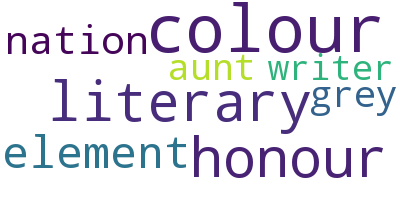 nation colour
aunt writer
literary grey
element honour